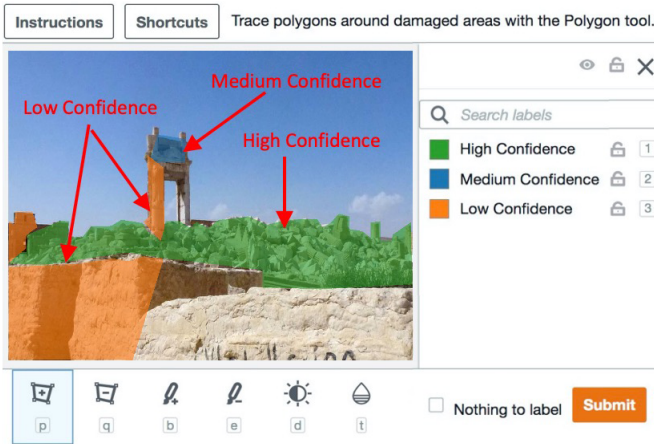 Instructions
Shortcuts
Trace polygons around damaged areas with the Polygon tool.
Low Confidence
Medium Confidence
High Confidence
Search labels
High Confidence 1
Medium Confidence 2
Low Confidence 3
p
q
b
e
d
t
Nothing to label
Submit